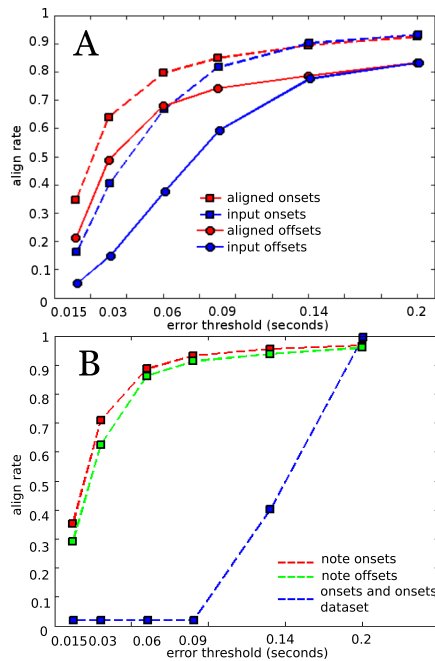 A
1
0.9
0.8
0.7
0.6
0.5
0.4
0.3
0.2
0.1
0
align rate
aligned onsets
input onsets
aligned offsets
input offsets
0.015 0.03 0.06 0.09 0.14 0.2
error threshold (seconds)
B
1
0.9
0.8
0.7
0.6
0.5
0.4
0.3
0.2
0.1
0
align rate
note onsets
note offsets
onsets and onsets
dataset
0.015 0.03 0.06 0.09 0.14 0.2
error threshold (seconds)